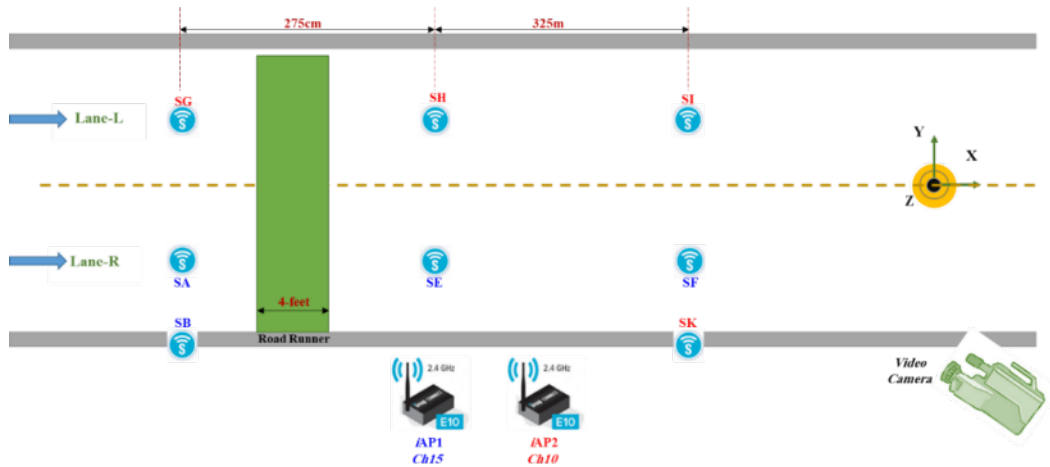 275cm
325m
SG
SH
SI
S
S
S
Lane-L
Y
X
Z
Lane-R
S
S
S
SA
SE
SF
4-feet
SB
SK
S
S
Road Runner
Video
Camera
2.4 GHz
2.4 GHz
E10
E10
iAP1
iAP2
Ch15
Ch10